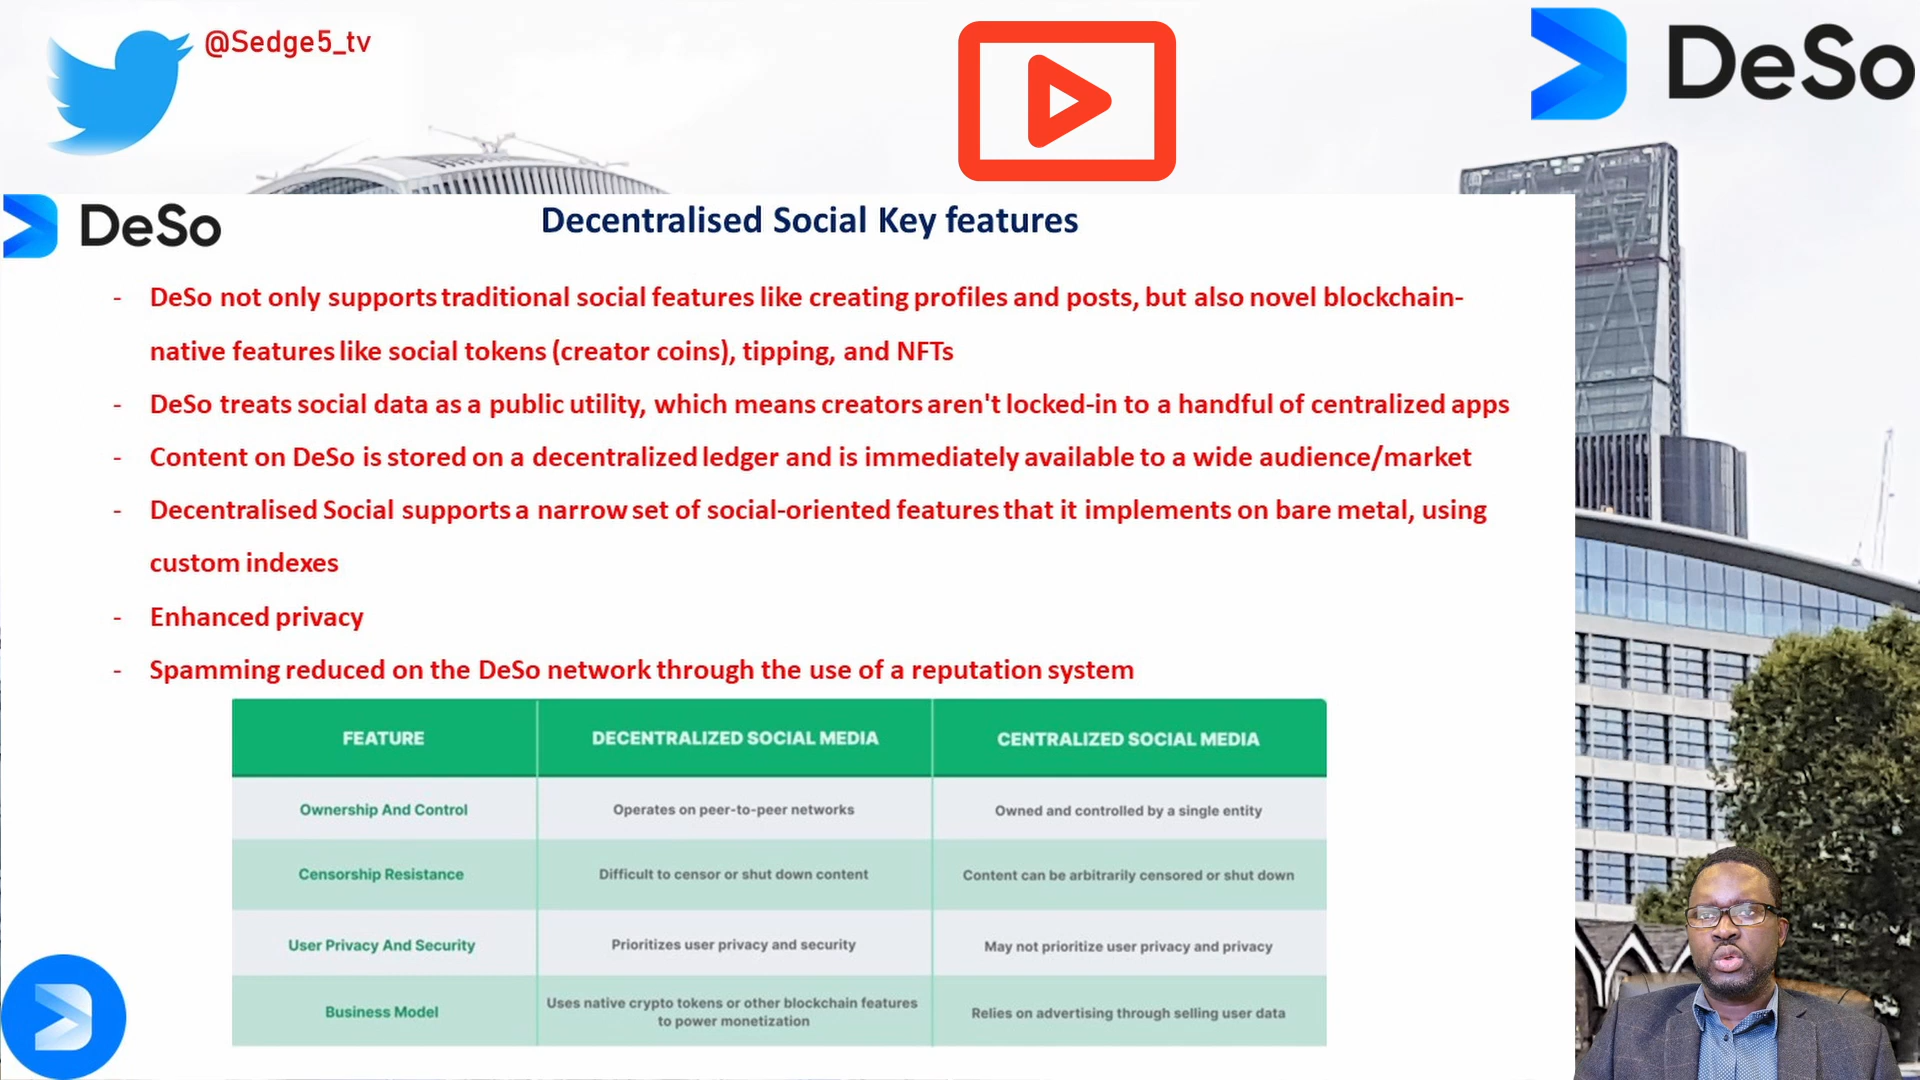 @Sedge5_tv
DeSo
DeSo
Decentralised Social Key features
- DeSo not only supports traditional social features like creating profiles and posts, but also novel blockchain-
native features like social tokens (creator coins), tipping, and NFTs
- DeSo treats social data as a public utility, which means creators aren't locked-in to a handful of centralized apps
- Content on DeSo is stored on a decentralized ledger and is immediately available to a wide audience/market
- Decentralised Social supports a narrow set of social-oriented features that it implements on bare metal, using
custom indexes
- Enhanced privacy
- Spamming reduced on the DeSo network through the use of a reputation system
FEATURE DECENTRALIZED SOCIAL MEDIA CENTRALIZED SOCIAL MEDIA
Ownership And Control Operates on peer-to-peer networks Owned and controlled by a single entity
Censorship Resistance Difficult to censor or shut down content Content can be arbitrarily censored or shut down
User Privacy And Security Prioritizes user privacy and security May not prioritize user privacy and privacy
Business Model Uses native crypto tokens or other blockchain features
to power monetization Relies on advertising through selling user data